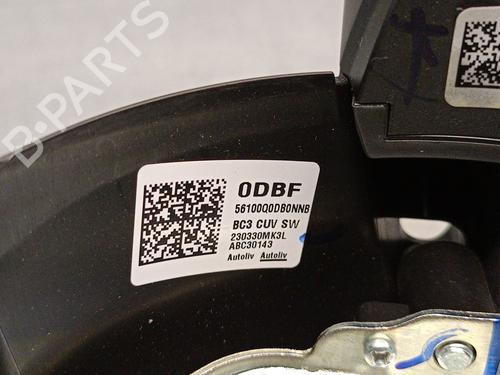 B-PARTS
0DBF
56100Q0DB0NNB
BC3 CUV SW
230330MK3L
ABC30143
Autoliv Autoliv